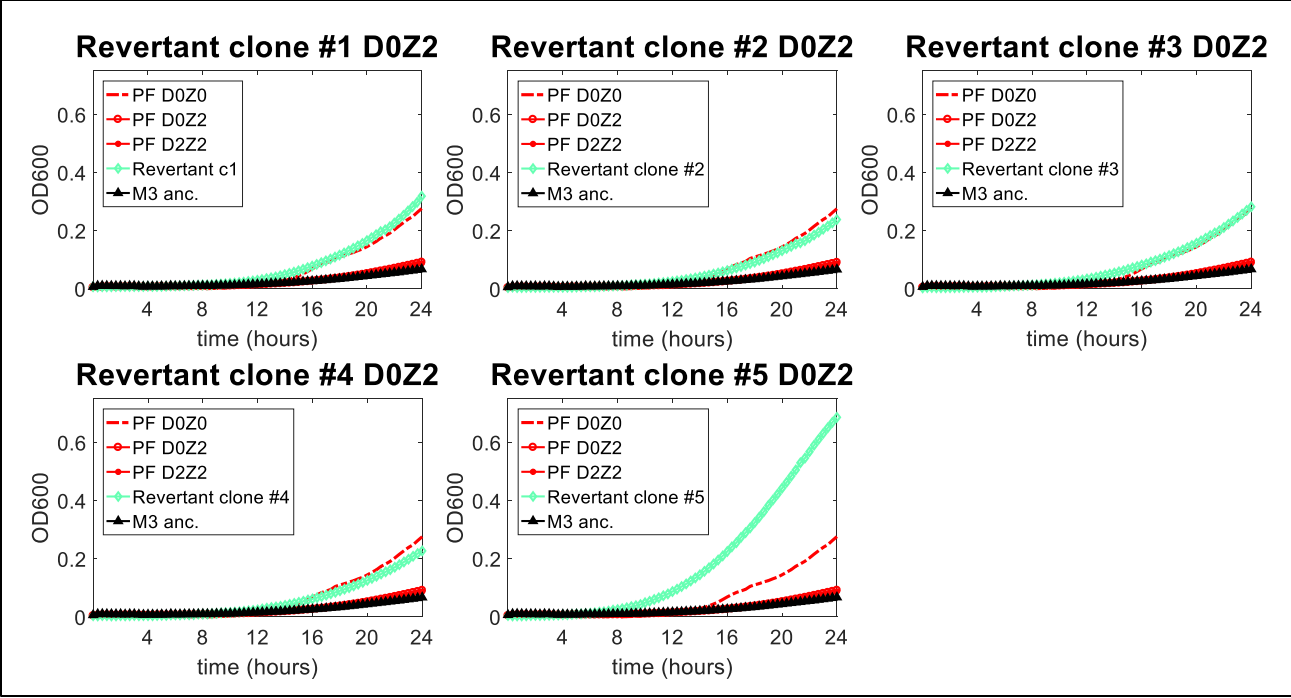 Revertant clone #1 D0Z2
PF D0Z0
PF D0Z2
PF D2Z2
Revertant c1
M3 anc.
OD600
0.6
0.4
0.2
0
4 8 12 16 20 24
time (hours)
Revertant clone #2 D0Z2
PF D0Z0
PF D0Z2
PF D2Z2
Revertant clone #2
M3 anc.
OD600
0.6
0.4
0.2
0
4 8 12 16 20 24
time (hours)
Revertant clone #3 D0Z2
PF D0Z0
PF D0Z2
PF D2Z2
Revertant clone #3
M3 anc.
OD600
0.6
0.4
0.2
0
4 8 12 16 20 24
time (hours)
Revertant clone #4 D0Z2
PF D0Z0
PF D0Z2
PF D2Z2
Revertant clone #4
M3 anc.
OD600
0.6
0.4
0.2
0
4 8 12 16 20 24
time (hours)
Revertant clone #5 D0Z2
PF D0Z0
PF D0Z2
PF D2Z2
Revertant clone #5
M3 anc.
OD600
0.6
0.4
0.2
0
4 8 12 16 20 24
time (hours)